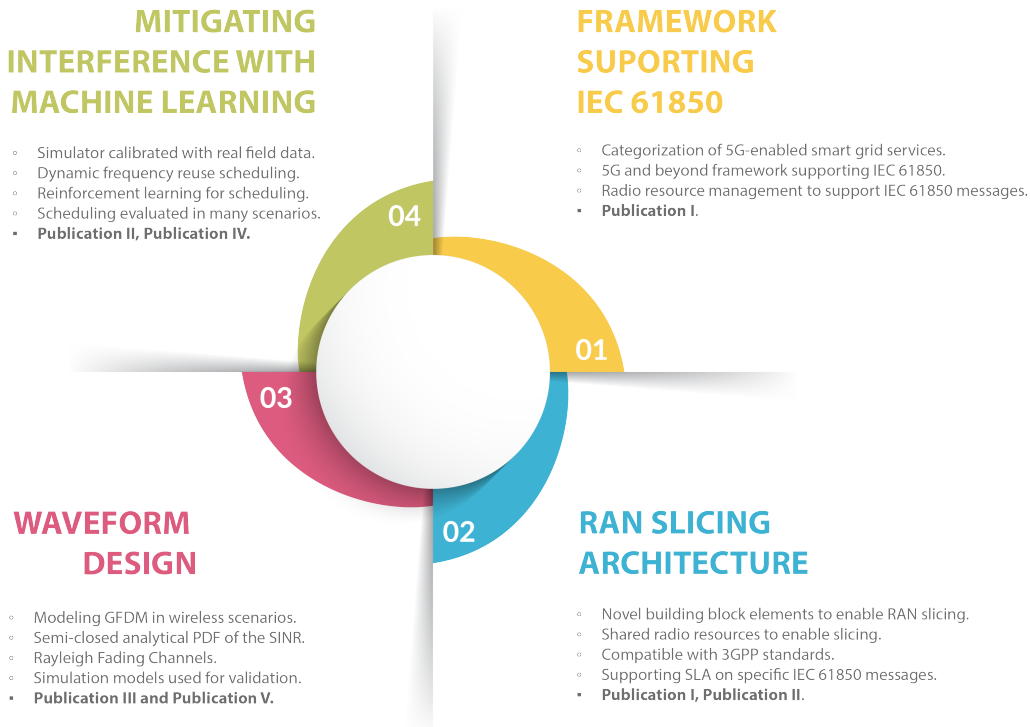 MITIGATING
INTERFERENCE WITH
MACHINE LEARNING
◦ Simulator calibrated with real field data.
◦ Dynamic frequency reuse scheduling.
◦ Reinforcement learning for scheduling.
◦ Scheduling evaluated in many scenarios.
▪ Publication II, Publication IV.
FRAMEWORK
SUPORTING
IEC 61850
◦ Categorization of 5G-enabled smart grid services.
◦ 5G and beyond framework supporting IEC 61850.
◦ Radio resource management to support IEC 61850 messages.
▪ Publication I.
04
01
03
02
WAVEFORM
DESIGN
◦ Modeling GFDM in wireless scenarios.
◦ Semi-closed analytical PDF of the SINR.
◦ Rayleigh Fading Channels.
◦ Simulation models used for validation.
▪ Publication III and Publication V.
RAN SLICING
ARCHITECTURE
◦ Novel building block elements to enable RAN slicing.
◦ Shared radio resources to enable slicing.
◦ Compatible with 3GPP standards.
◦ Supporting SLA on specific IEC 61850 messages.
▪ Publication I, Publication II.